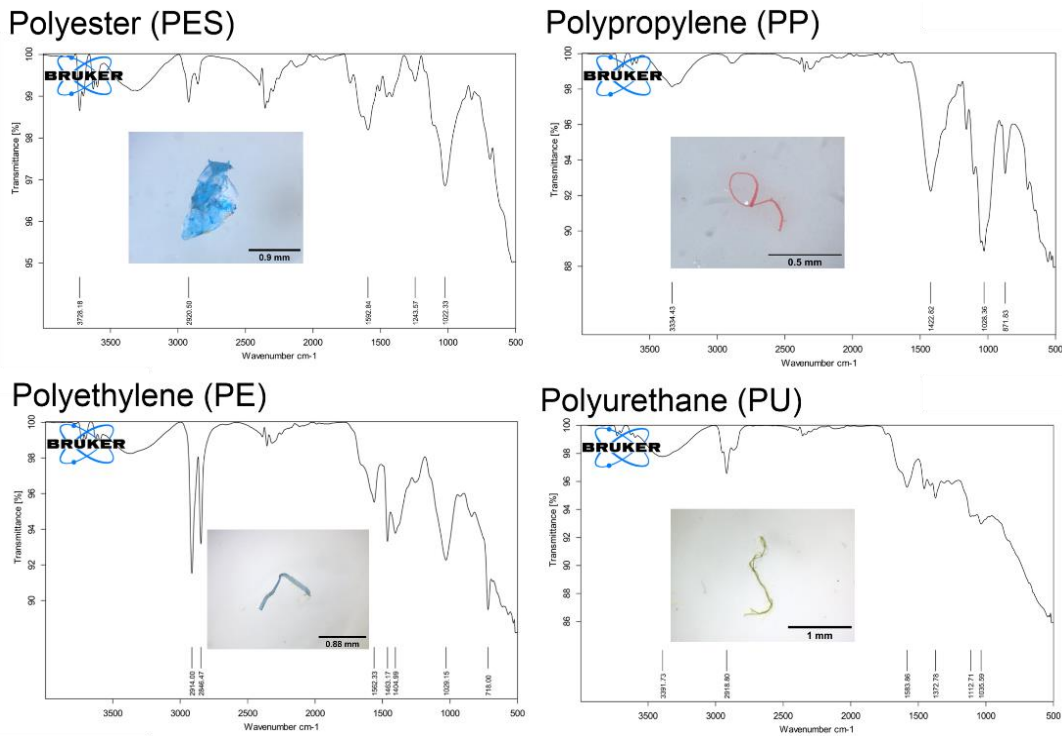 Polyester (PES)
BRUKER
Transmittance [%]
100
99
98
97
96
95
0.9 mm
3728.18
2920.50
1592.84
1243.57
1022.33
3500 3000 2500 2000 1500 1000 500
Wavenumber cm-1
Polypropylene (PP)
BRUKER
Transmittance [%]
100
98
96
94
92
90
88
0.5 mm
3334.43
1422.62
1028.36
871.83
3500 3000 2500 2000 1500 1000 500
Wavenumber cm-1
Polyethylene (PE)
BRUKER
Transmittance [%]
100
98
96
94
92
90
0.88 mm
2914.00
2846.47
1562.33
1463.17
1404.99
1029.15
718.00
3500 3000 2500 2000 1500 1000 500
Wavenumber cm-1
Polyurethane (PU)
BRUKER
Transmittance [%]
100
98
96
94
92
90
88
86
1 mm
3391.73
2918.80
1583.86
1372.78
1112.71
1035.59
3500 3000 2500 2000 1500 1000 500
Wavenumber cm-1